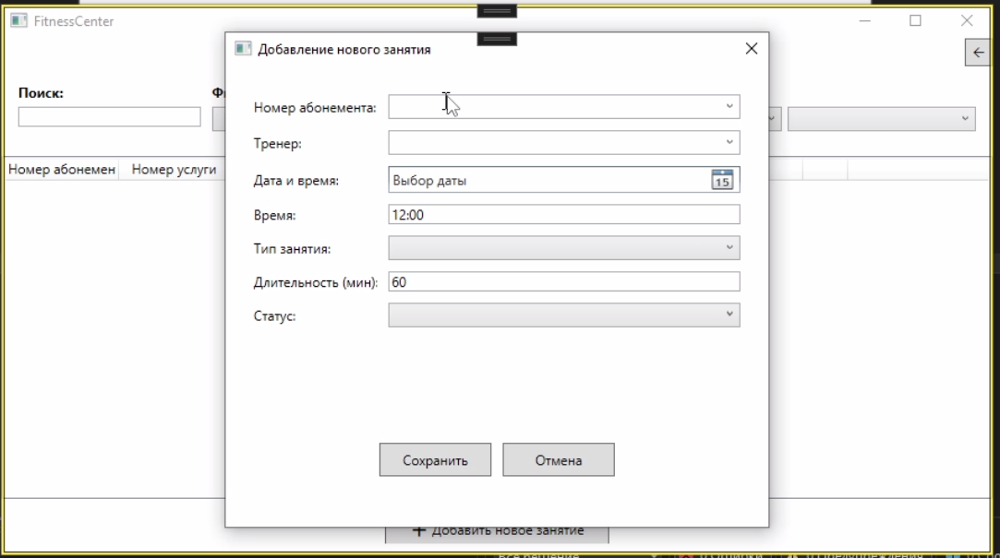 FitnessCenter
Добавление нового занятия
Поиск:
Номер абонемента:
Тренер:
Номер абонемен Номер услуги
Дата и время: Выбор даты 15
Время: 12:00
Тип занятия:
Длительность (мин): 60
Статус:
Сохранить Отмена
+ Добавить новое занятие